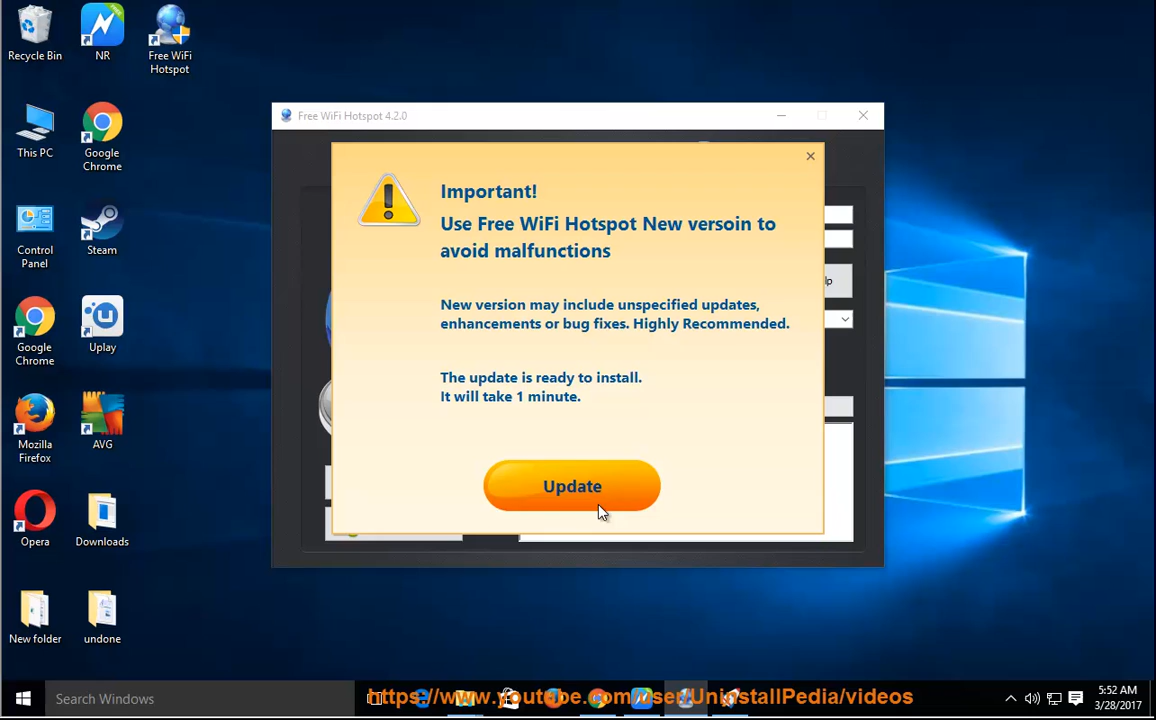 Recycle Bin
NR
Free WiFi
Hotspot
This PC
Google
Chrome
Control
Panel
Steam
Google
Chrome
Uplay
Mozilla
Firefox
AVG
Opera
Downloads
New folder
undone
Free WiFi Hotspot 4.2.0
Important!
Use Free WiFi Hotspot New versoin to
avoid malfunctions
New version may include unspecified updates,
enhancements or bug fixes. Highly Recommended.
The update is ready to install.
It will take 1 minute.
Update
Search Windows
https://www.youtube.com/user/UninstallPedia/videos
5:52 AM
3/28/2017